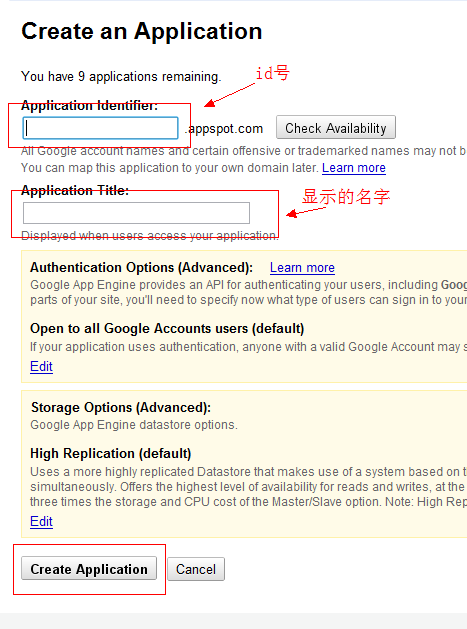 Create an Application
You have 9 applications remaining.
id号
Application Identifier:
.appspot.com Check Availability
All Google account names and certain offensive or trademarked names may not b
You can map this application to your own domain later. Learn more
Application Title:
显示的名字
Displayed when users access your application.
Authentication Options (Advanced): Learn more
Google App Engine provides an API for authenticating your users, including Goog
parts of your site, you'll need to specify now what type of users can sign in to your
Open to all Google Accounts users (default)
If your application uses authentication, anyone with a valid Google Account may s
Edit
Storage Options (Advanced):
Google App Engine datastore options.
High Replication (default)
Uses a more highly replicated Datastore that makes use of a system based on t
simultaneously. Offers the highest level of availability for reads and writes, at the
three times the storage and CPU cost of the Master/Slave option. Note: High Rep
Edit
Create Application Cancel